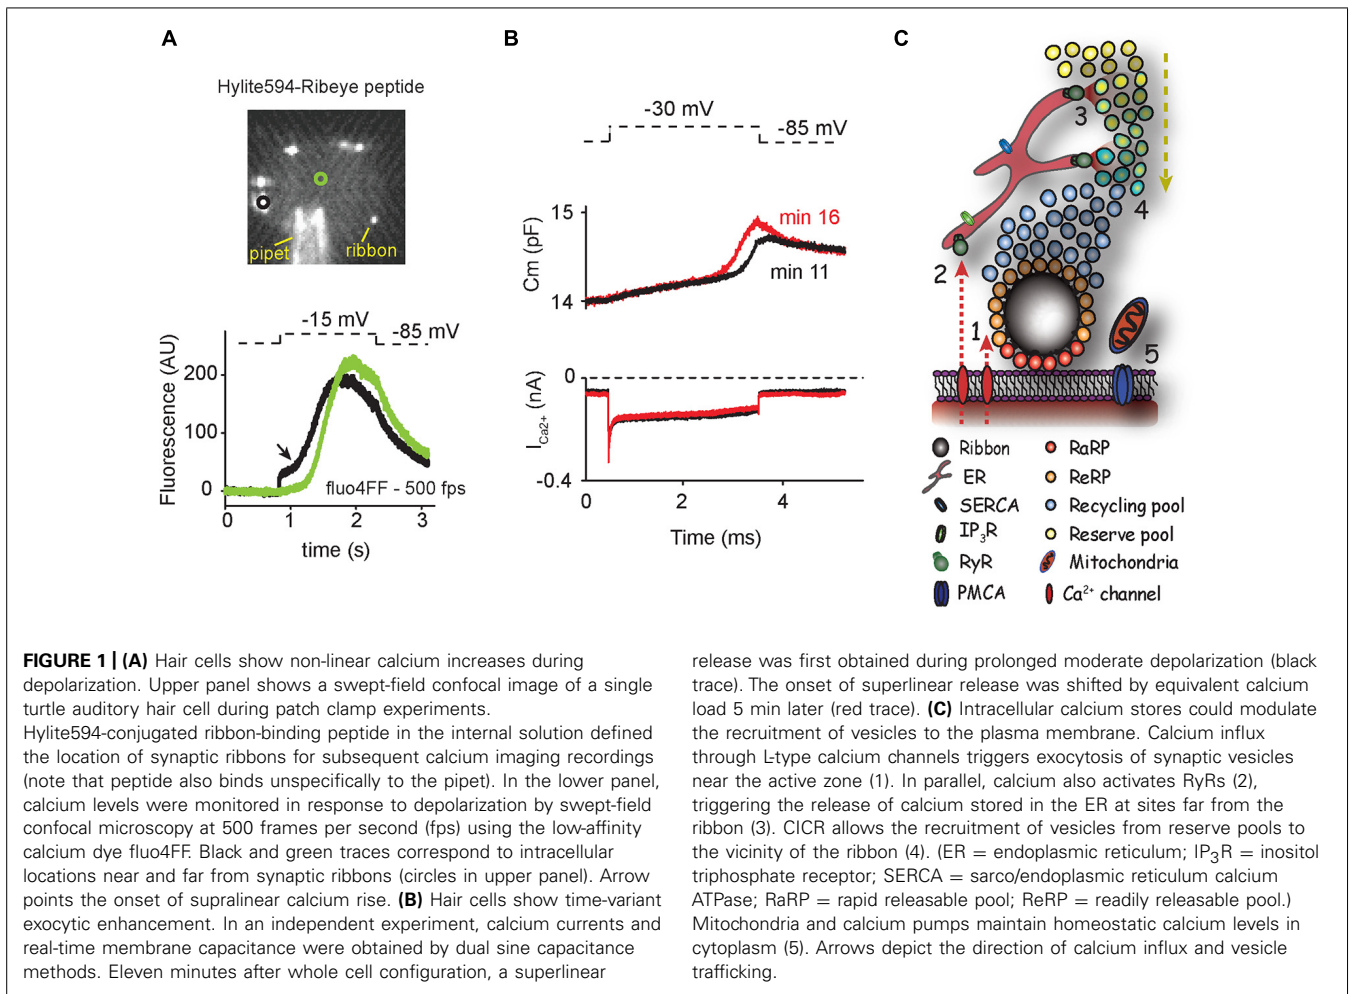 A
Hylite594-Ribeye peptide
pipet
ribbon
-15 mV
-85 mV
Fluorescence (AU)
200
100
0
fluo4FF - 500 fps
0 1 2 3
time (s)
B
-30 mV
-85 mV
Cm (pF)
15
14
min 16
min 11
I_Ca2+ (nA)
0
-0.4
0 2 4
Time (ms)
C
3
4
2
1
5
Ribbon
ER
SERCA
IP3R
RyR
PMCA
RaRP
ReRP
Recycling pool
Reserve pool
Mitochondria
Ca2+ channel
FIGURE 1 | (A) Hair cells show non-linear calcium increases during
depolarization. Upper panel shows a swept-field confocal image of a single
turtle auditory hair cell during patch clamp experiments.
Hylite594-conjugated ribbon-binding peptide in the internal solution defined
the location of synaptic ribbons for subsequent calcium imaging recordings
(note that peptide also binds unspecifically to the pipet). In the lower panel,
calcium levels were monitored in response to depolarization by swept-field
confocal microscopy at 500 frames per second (fps) using the low-affinity
calcium dye fluo4FF. Black and green traces correspond to intracellular
locations near and far from synaptic ribbons (circles in upper panel). Arrow
points the onset of supralinear calcium rise. (B) Hair cells show time-variant
exocytic enhancement. In an independent experiment, calcium currents and
real-time membrane capacitance were obtained by dual sine capacitance
methods. Eleven minutes after whole cell configuration, a superlinear
release was first obtained during prolonged moderate depolarization (black
trace). The onset of superlinear release was shifted by equivalent calcium
load 5 min later (red trace). (C) Intracellular calcium stores could modulate
the recruitment of vesicles to the plasma membrane. Calcium influx
through L-type calcium channels triggers exocytosis of synaptic vesicles
near the active zone (1). In parallel, calcium also activates RyRs (2),
triggering the release of calcium stored in the ER at sites far from the
ribbon (3). CICR allows the recruitment of vesicles from reserve pools to
the vicinity of the ribbon (4). (ER = endoplasmic reticulum; IP3R = inositol
triphosphate receptor; SERCA = sarco/endoplasmic reticulum calcium
ATPase; RaRP = rapid releasable pool; ReRP = readily releasable pool.)
Mitochondria and calcium pumps maintain homeostatic calcium levels in
cytoplasm (5). Arrows depict the direction of calcium influx and vesicle
trafficking.